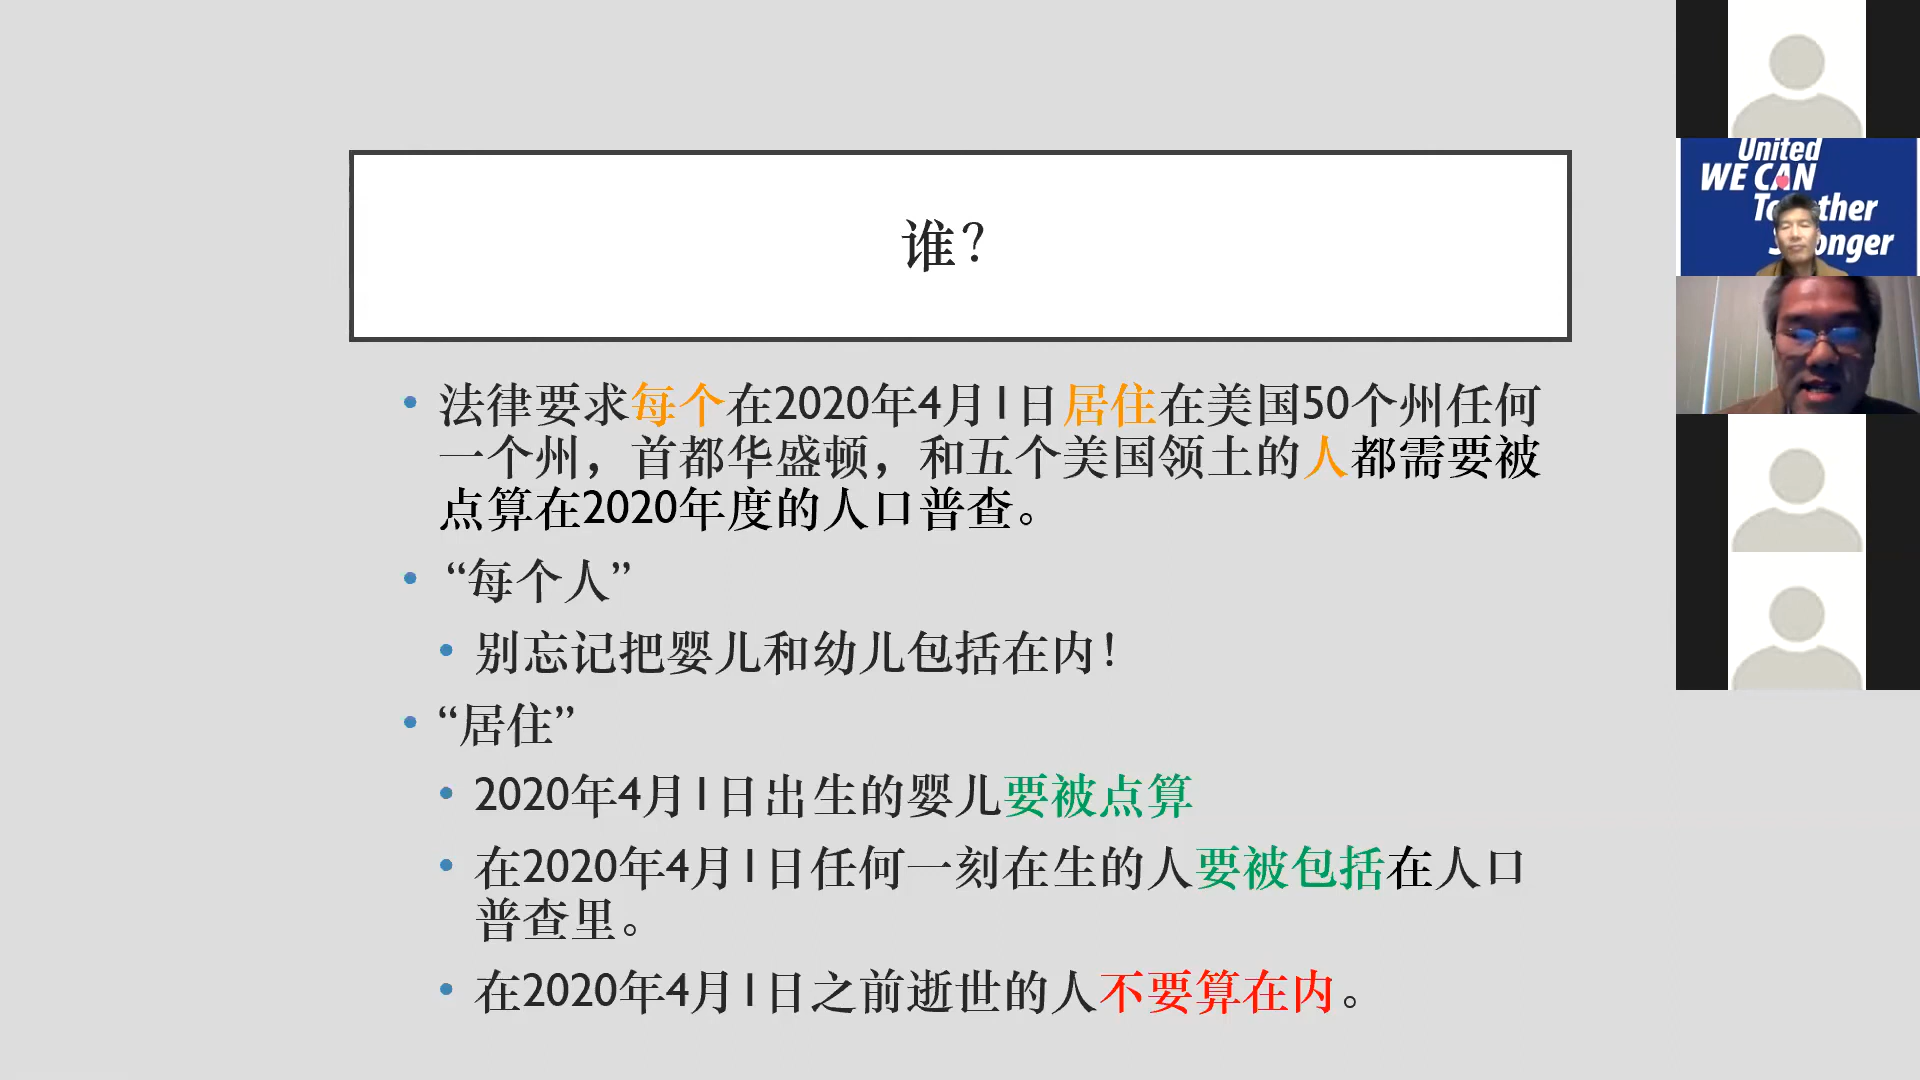 谁？
法律要求每个在2020年4月1日居住在美国50个州任何
一个州，首都华盛顿，和五个美国领土的人都需要被
点算在2020年度的人口普查。
“每个人”
别忘记把婴儿和幼儿包括在内！
“居住”
2020年4月1日出生的婴儿要被点算
在2020年4月1日任何一刻在生的人要被包括在人口
普查里。
在2020年4月1日之前逝世的人不要算在内。
United
WE CAN